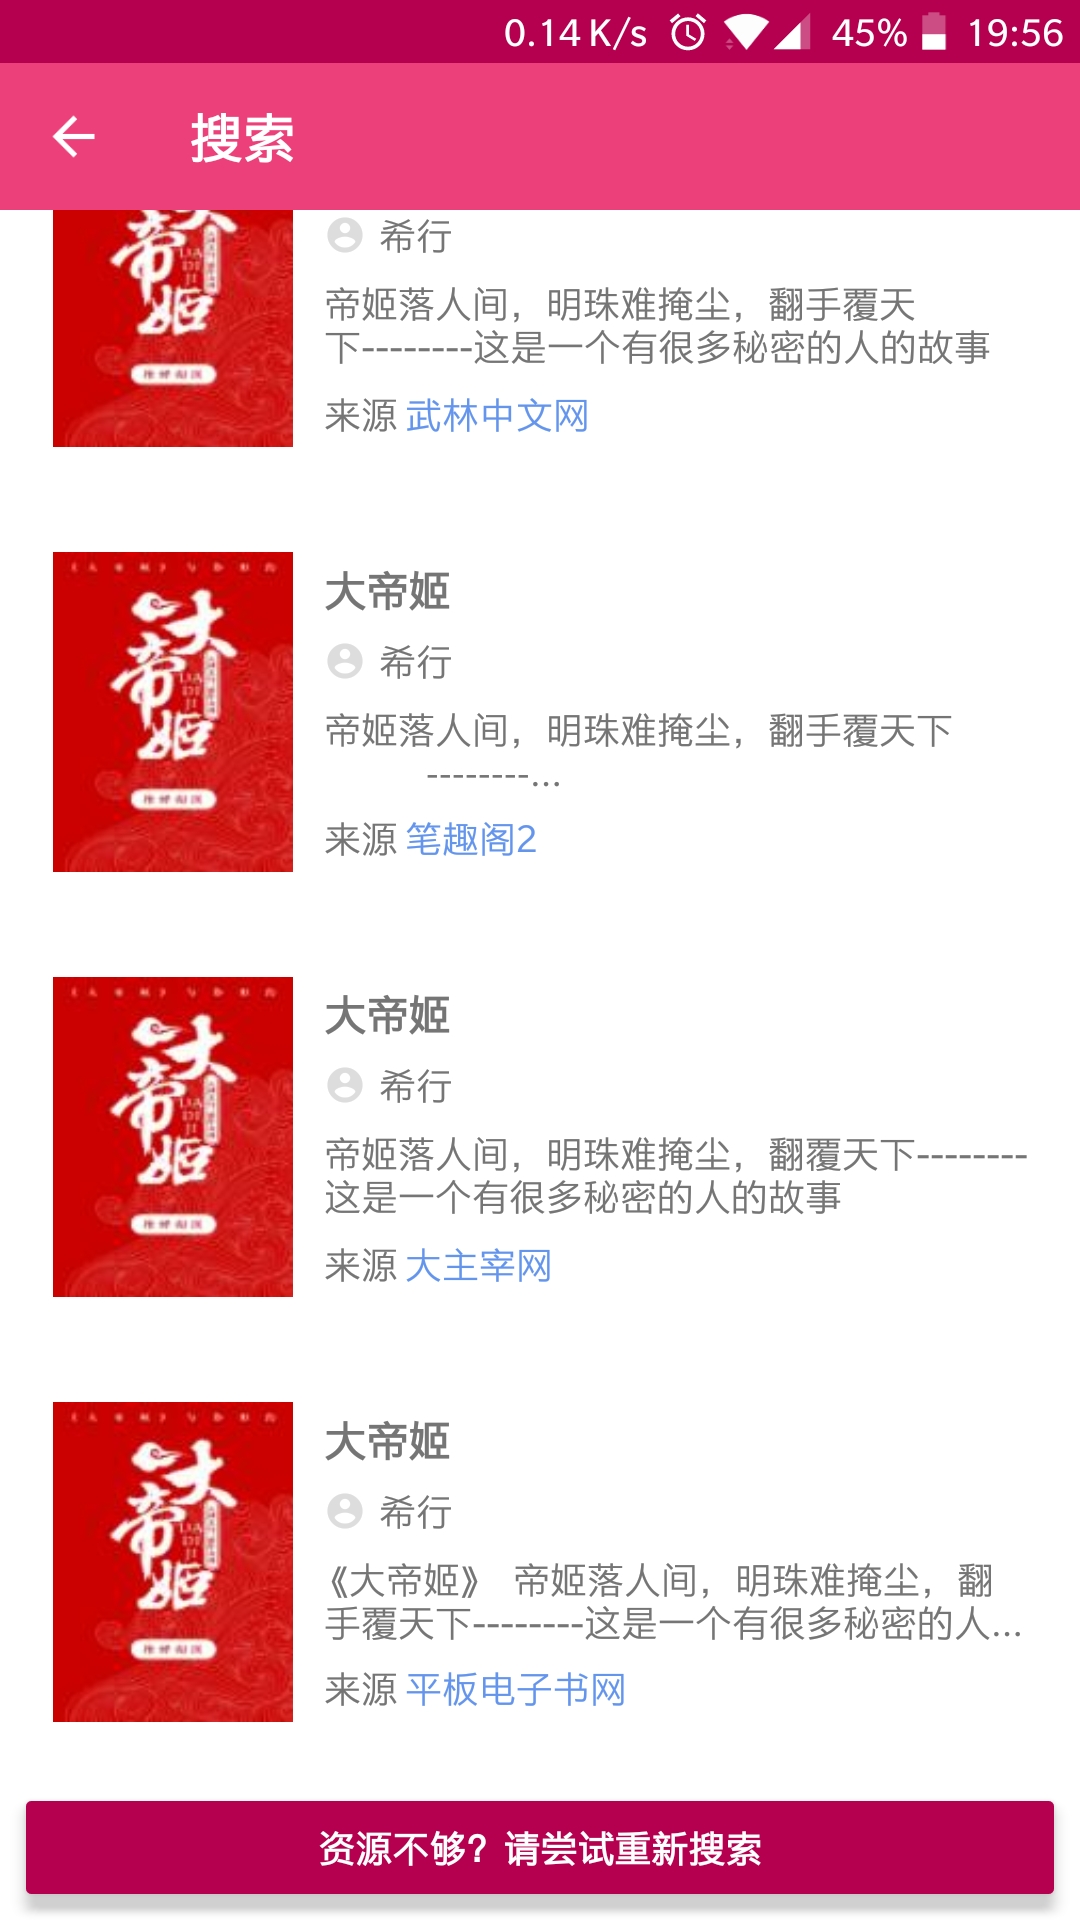 0.14 K/s 45% 19:56
搜索
大
帝
姬
希行
帝姬落人间，明珠难掩尘，翻手覆天
下--------这是一个有很多秘密的人的故事
来源 武林中文网
大
帝
姬
大帝姬
希行
帝姬落人间，明珠难掩尘，翻手覆天下
--------...
来源 笔趣阁2
大
帝
姬
大帝姬
希行
帝姬落人间，明珠难掩尘，翻覆天下--------
这是一个有很多秘密的人的故事
来源 大主宰网
大
帝
姬
大帝姬
希行
《大帝姬》 帝姬落人间，明珠难掩尘，翻
手覆天下--------这是一个有很多秘密的人...
来源 平板电子书网
资源不够？请尝试重新搜索